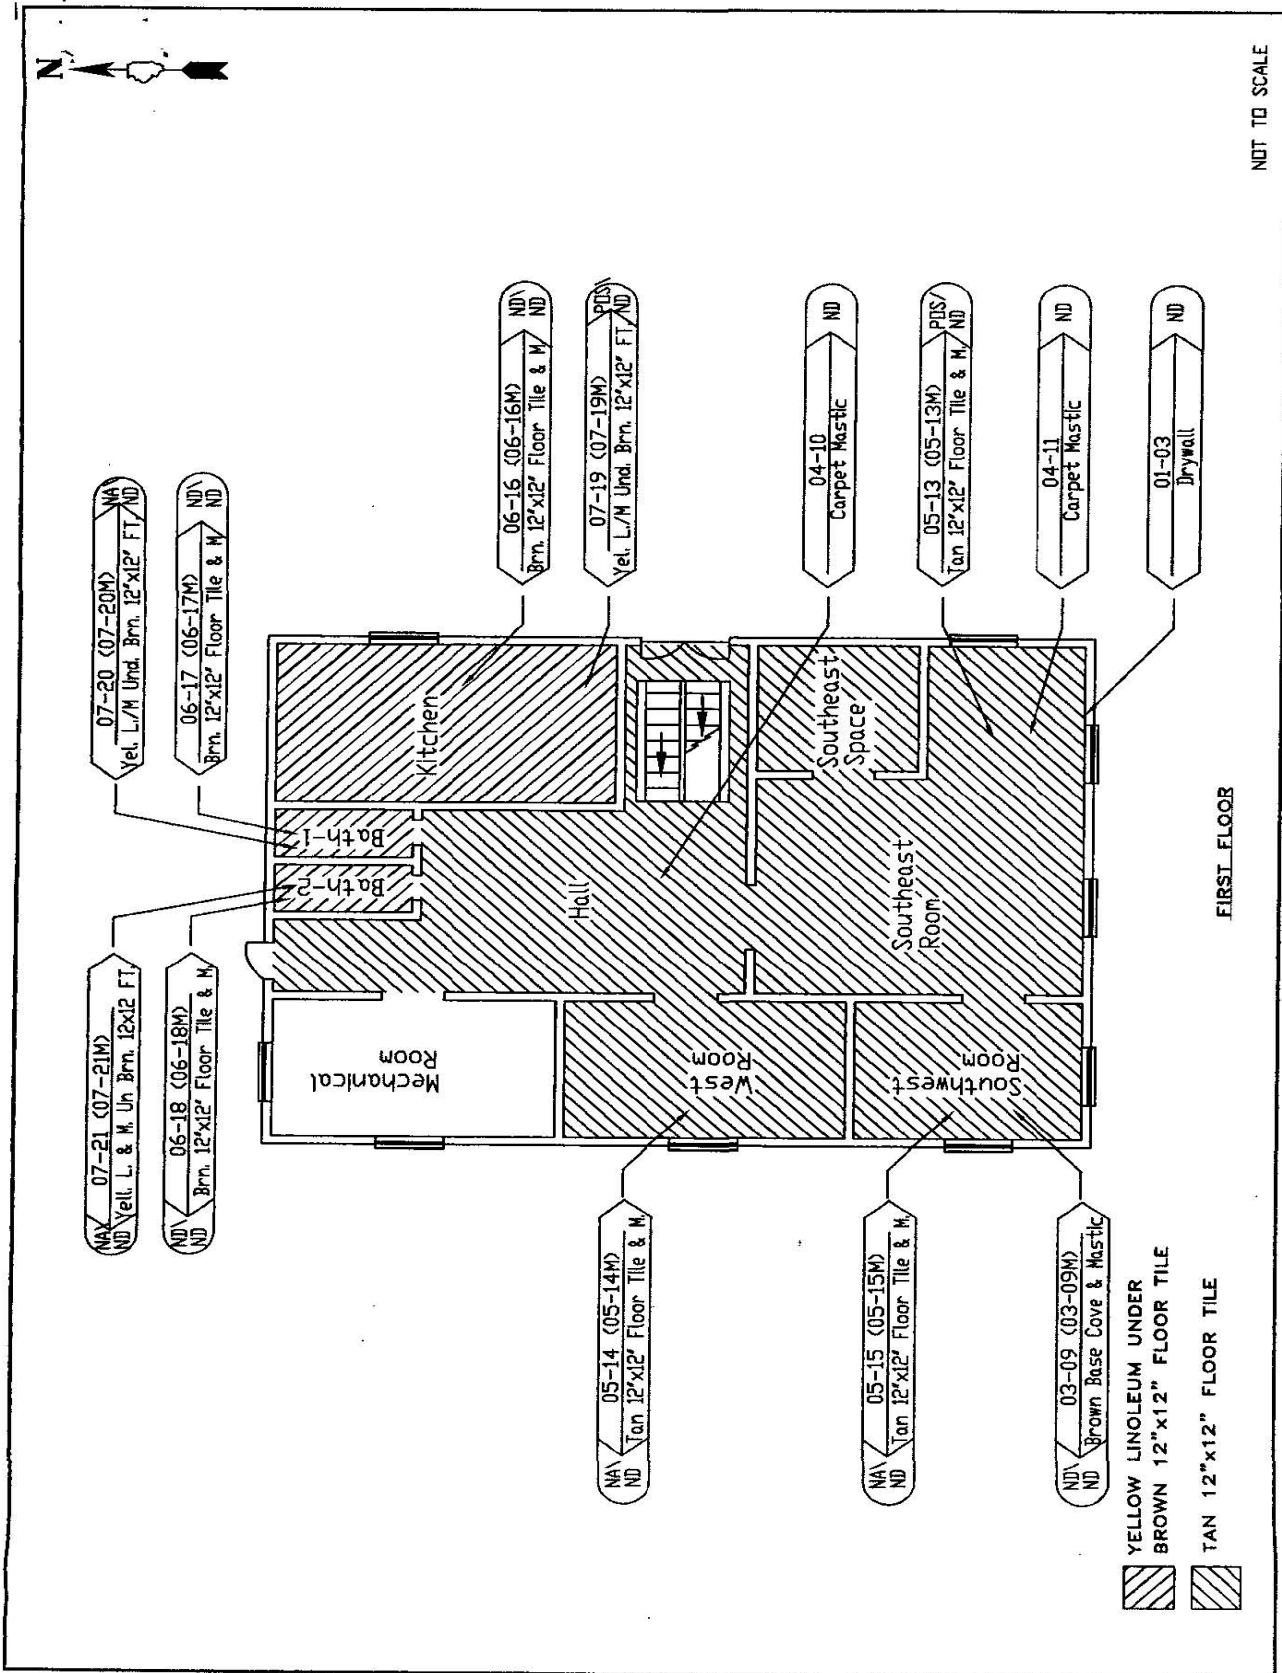 N
NOT TO SCALE
07-21 (07-21M)
Yell. L. & M. Un Brn. 12x12 FT.
NA\
ND
06-18 (06-18M)
Brn. 12"x12" Floor Tile & M.
ND\
ND
07-20 (07-20M)
Yel. L./M Und. Brn. 12"x12" FT.
NA
ND
06-17 (06-17M)
Brn. 12"x12" Floor Tile & M.
ND\
ND
06-16 (06-16M)
Brn. 12"x12" Floor Tile & M.
ND\
ND
07-19 (07-19M)
Yel. L./M Und. Brn. 12"x12" FT.
POS\
ND
04-10
Carpet Mastic
ND
05-13 (05-13M)
Tan 12"x12" Floor Tile & M.
POS/
ND
04-11
Carpet Mastic
ND
01-03
Drywall
ND
05-14 (05-14M)
Tan 12"x12" Floor Tile & M.
NA\
ND
05-15 (05-15M)
Tan 12"x12" Floor Tile & M.
NA\
ND
03-09 (03-09M)
Brown Base Cove & Mastic
ND\
ND
Mechanical
Room
Bath-2
Bath-1
Kitchen
Hall
West
Room
Southwest
Room
Southeast
Room
Southeast
Space
FIRST FLOOR
YELLOW LINOLEUM UNDER
BROWN 12"x12" FLOOR TILE
TAN 12"x12" FLOOR TILE